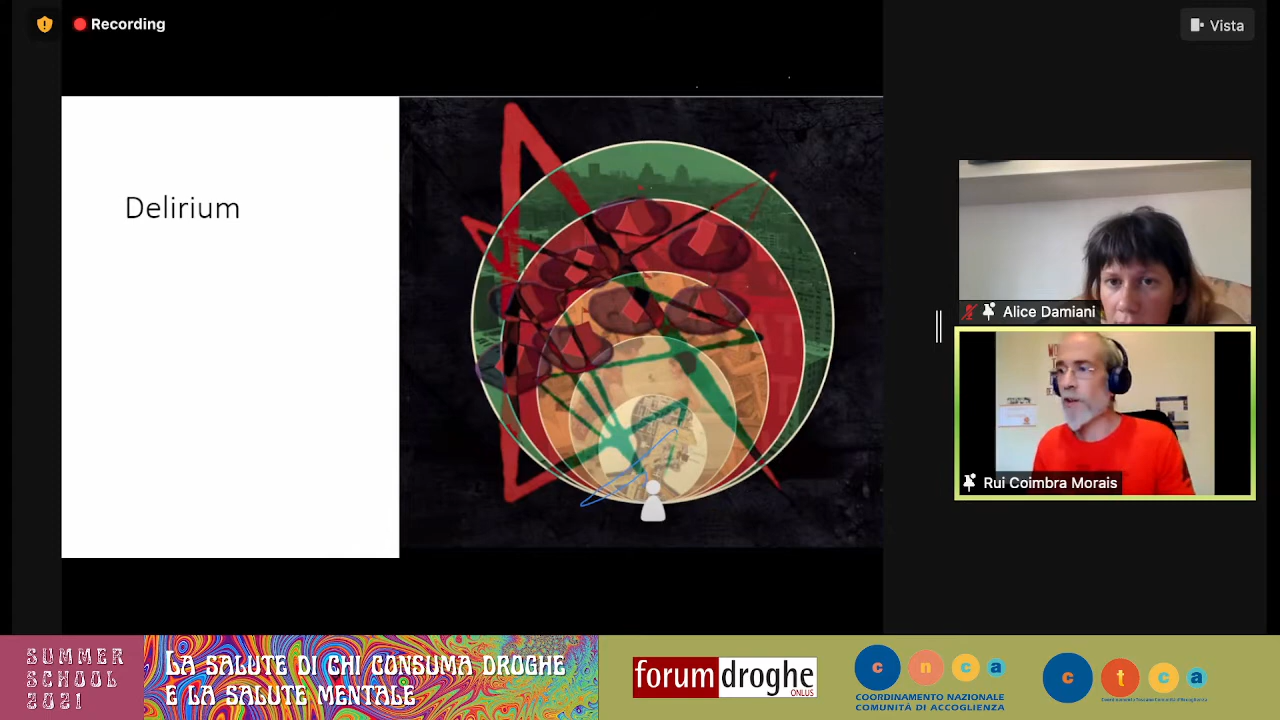 Recording
Vista
Delirium
Alice Damiani
Rui Coimbra Morais
SUMMER
SCHOOL
2021
LA SALUTE DI CHI CONSUMA DROGHE
E LA SALUTE MENTALE
forumdroghe
ONLUS
c n c a
COORDINAMENTO NAZIONALE
COMUNITÀ DI ACCOGLIENZA
c t c a